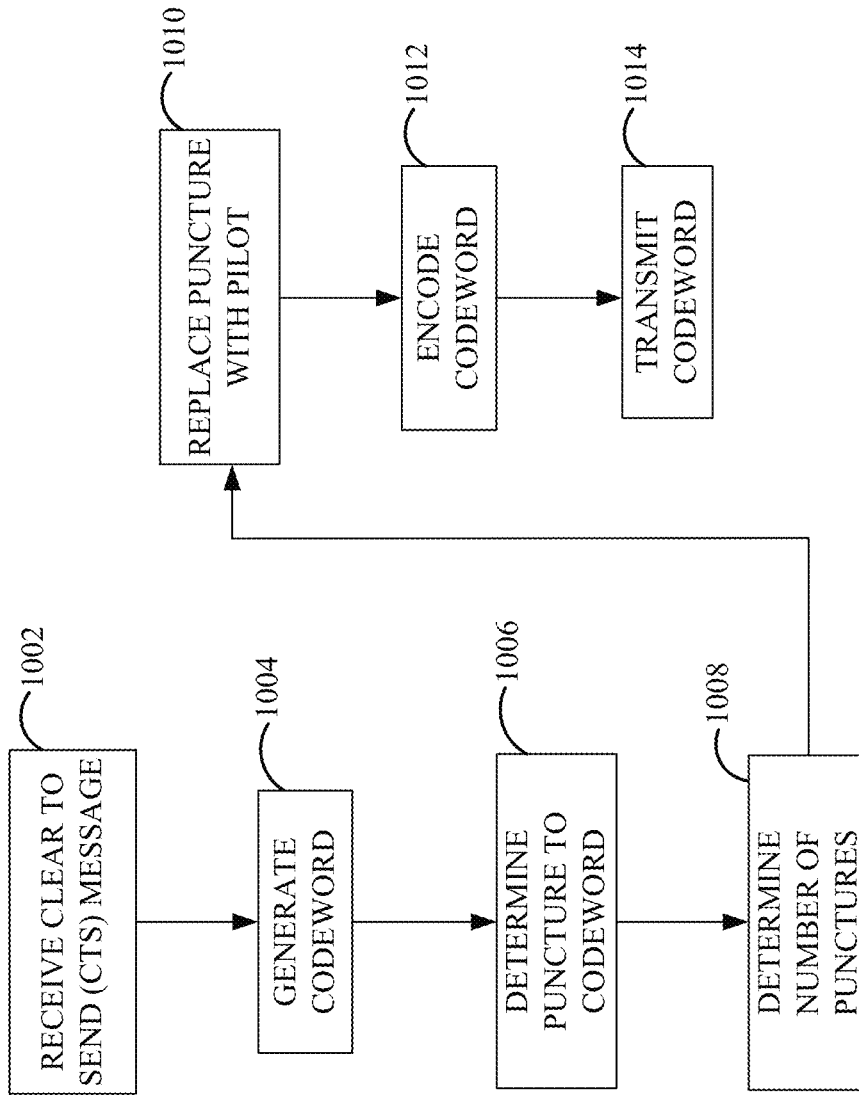 RECEIVE CLEAR TO
SEND (CTS) MESSAGE
1002
GENERATE
CODEWORD
1004
DETERMINE
PUNCTURE TO
CODEWORD
1006
DETERMINE
NUMBER OF
PUNCTURES
1008
REPLACE PUNCTURE
WITH PILOT
1010
ENCODE
CODEWORD
1012
TRANSMIT
CODEWORD
1014